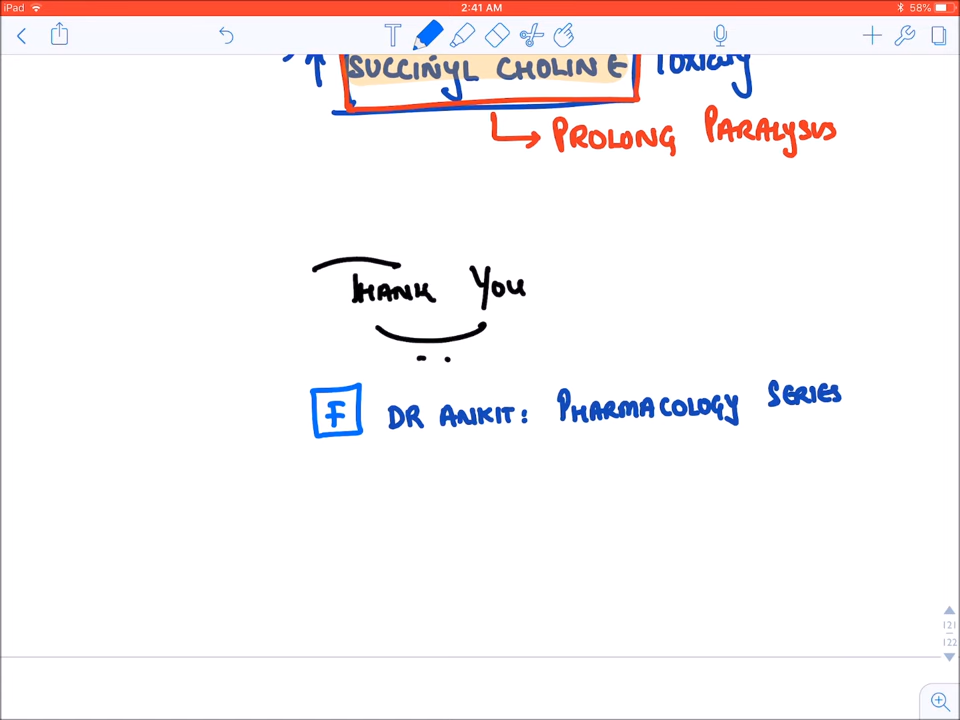 iPad 2:41 AM 58%
T
↑ SUCCINYL CHOLINE TOXICITY
PROLONG PARALYSIS
THANK YOU
F DR ANKIT: PHARMACOLOGY SERIES
121
122